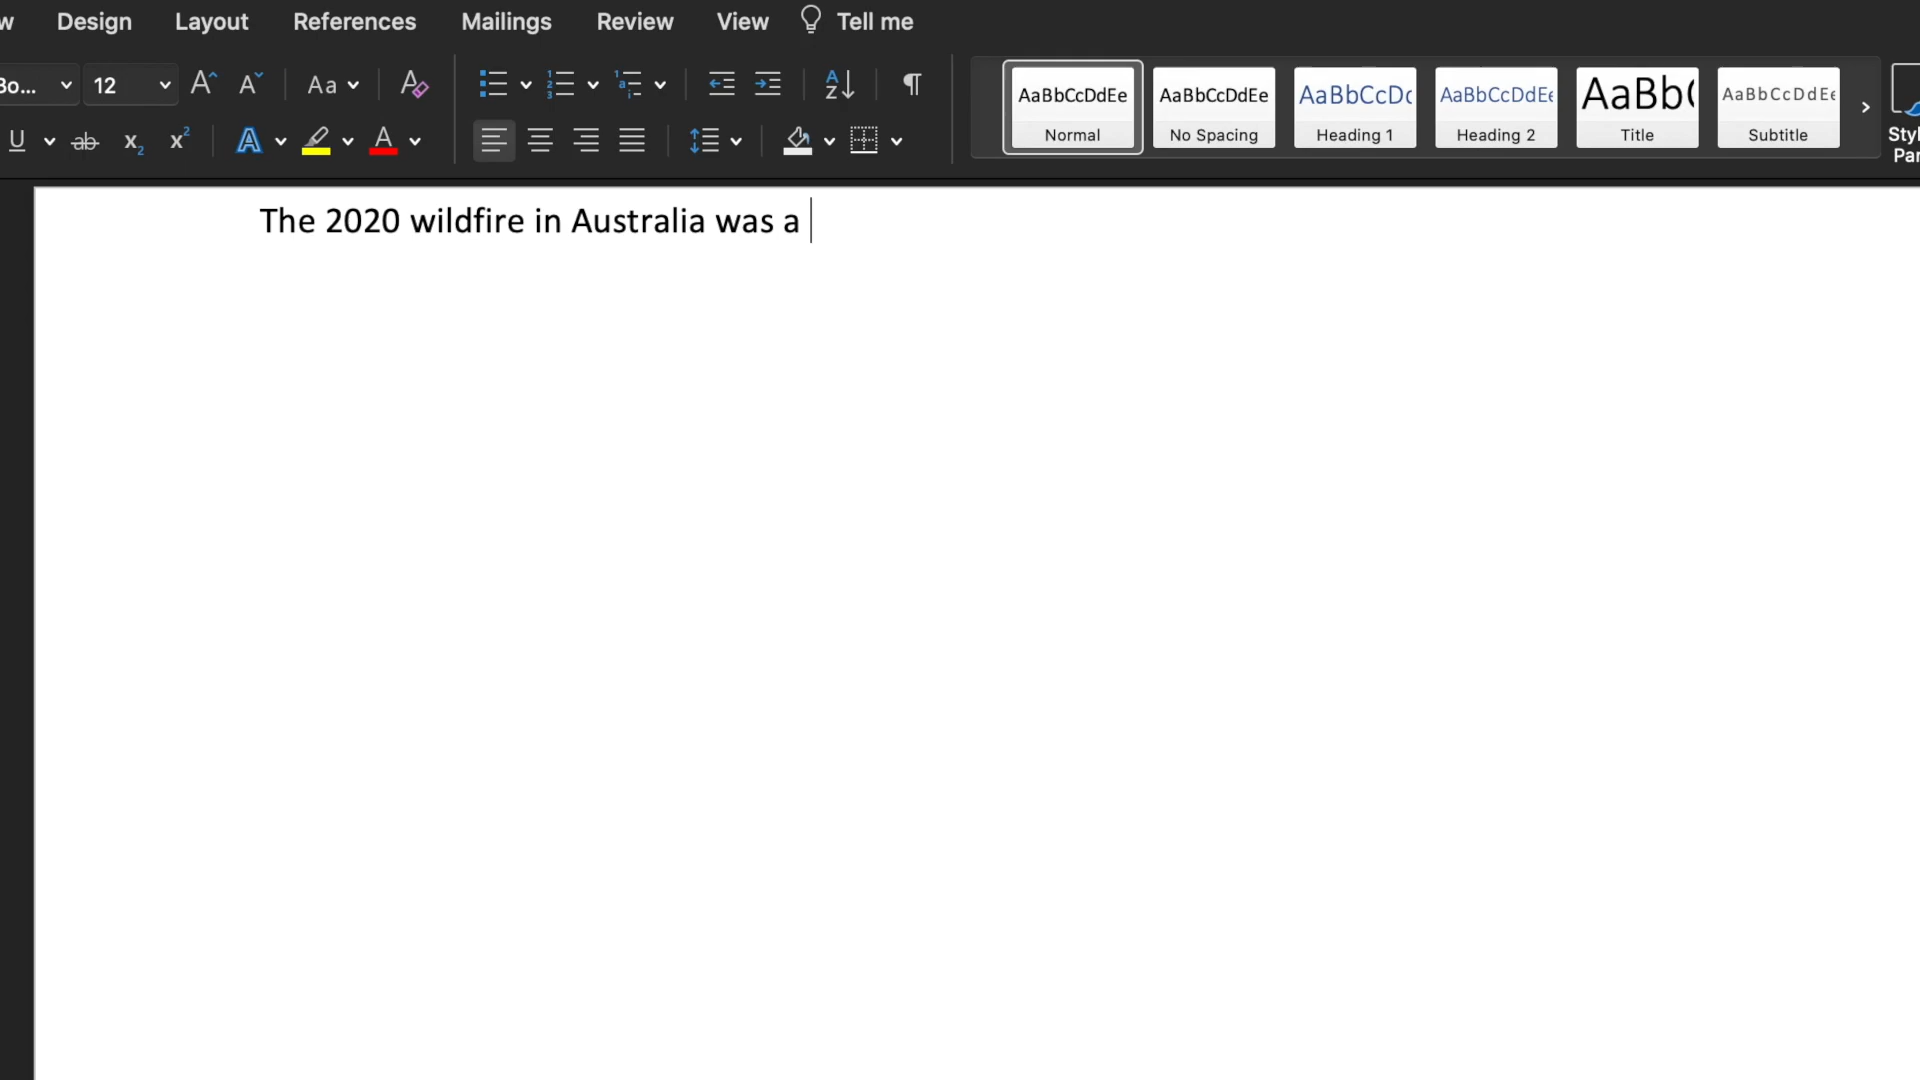 Design Layout References Mailings Review View Tell me
12 Aa
AaBbCcDdEe AaBbCcDdEe AaBbCcDc AaBbCcDdEe AaBb( AaBbCcDdEe
Normal No Spacing Heading 1 Heading 2 Title Subtitle
The 2020 wildfire in Australia was a